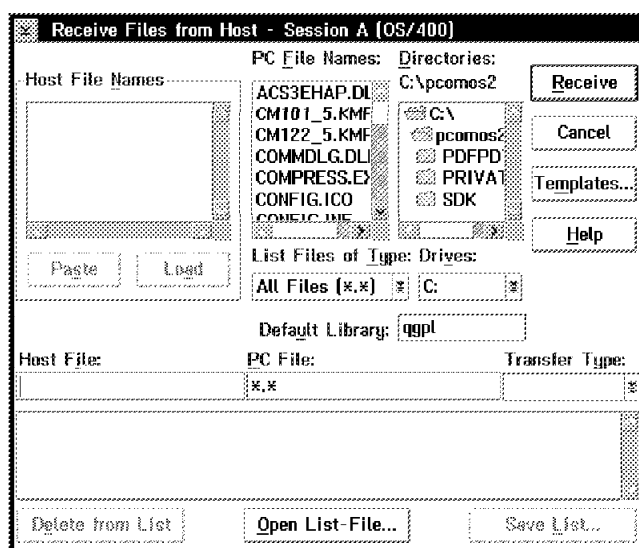 Receive Files from Host - Session A (OS/400)
Host File Names
PC File Names:
Directories:
C:\pcomos2
ACS3EHAP.DL
CM101_5.KMF
CM122_5.KMF
COMMDLG.DLL
COMPRESS.EX
CONFIG.ICO
CONFIG.INF
C:\
pcomos2
PDFPD
PRIVAT
SDK
Receive
Cancel
Templates...
Help
Paste
Load
List Files of Type:
Drives:
All Files (*.*)
C:
Default Library:
qgpl
Host File:
PC File:
Transfer Type:
*.*
Delete from List
Open List-File...
Save List...